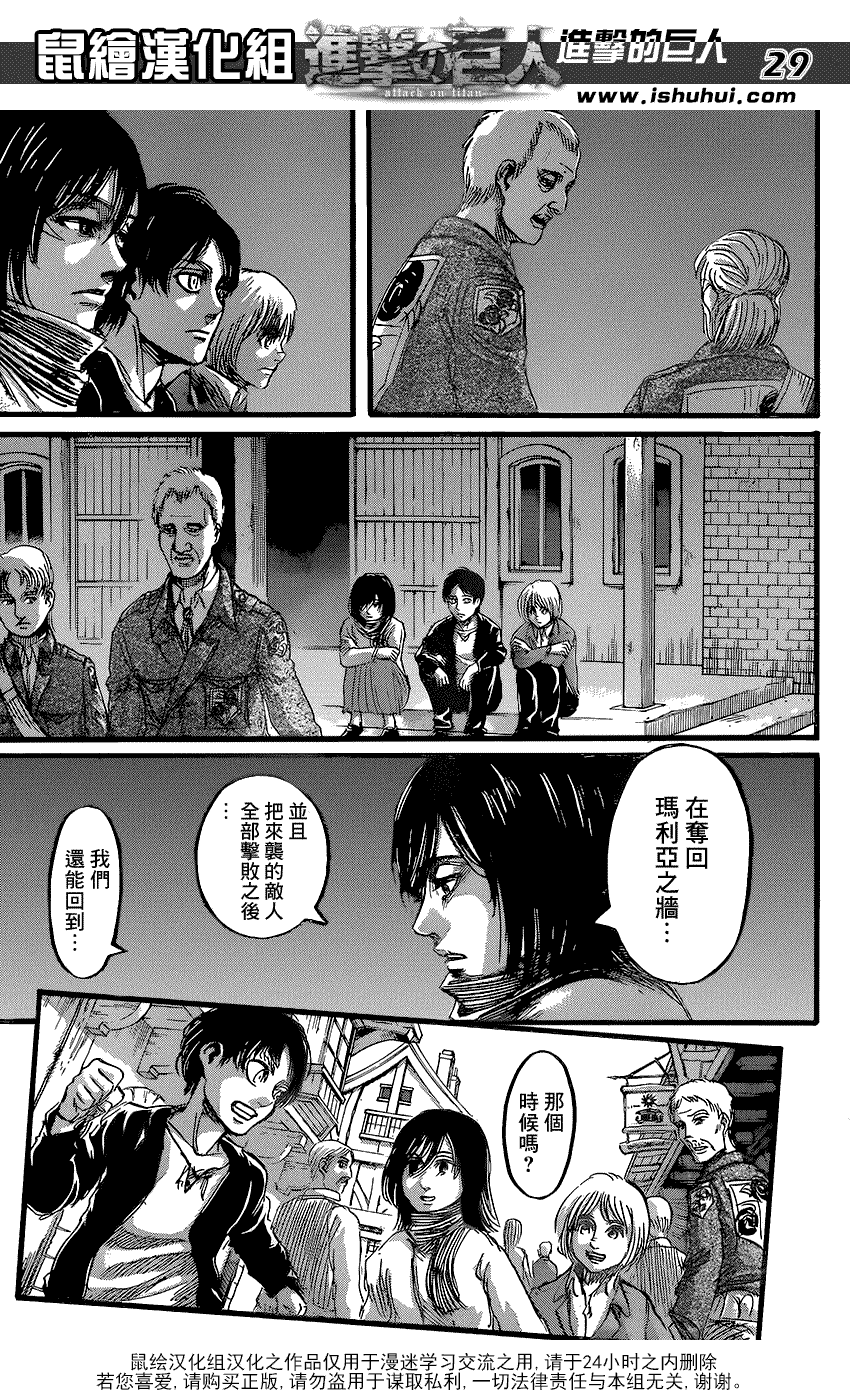 鼠繪漢化組
進撃の巨人
attack on titan
進擊的巨人
www.ishuhui.com
29
在奪回
瑪利亞之牆…
並且
把來襲的敵人
全部擊敗之後
…
我們
還能回到…
那個
時候嗎？
鼠绘汉化组汉化之作品仅用于漫迷学习交流之用, 请于24小时之内删除
若您喜爱, 请购买正版, 请勿盗用于谋取私利, 一切法律责任与本组无关, 谢谢。